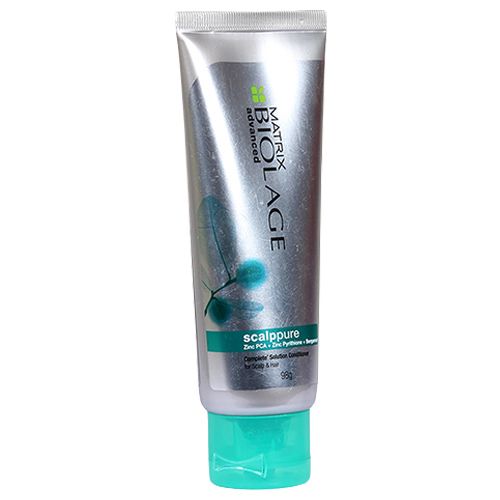 MATRIX
BIOLAGE
advanced
scalppure
Zinc PCA + Zinc Pyrithione + Bergamot
Complete Solution Conditioner
for Scalp & Hair
98g